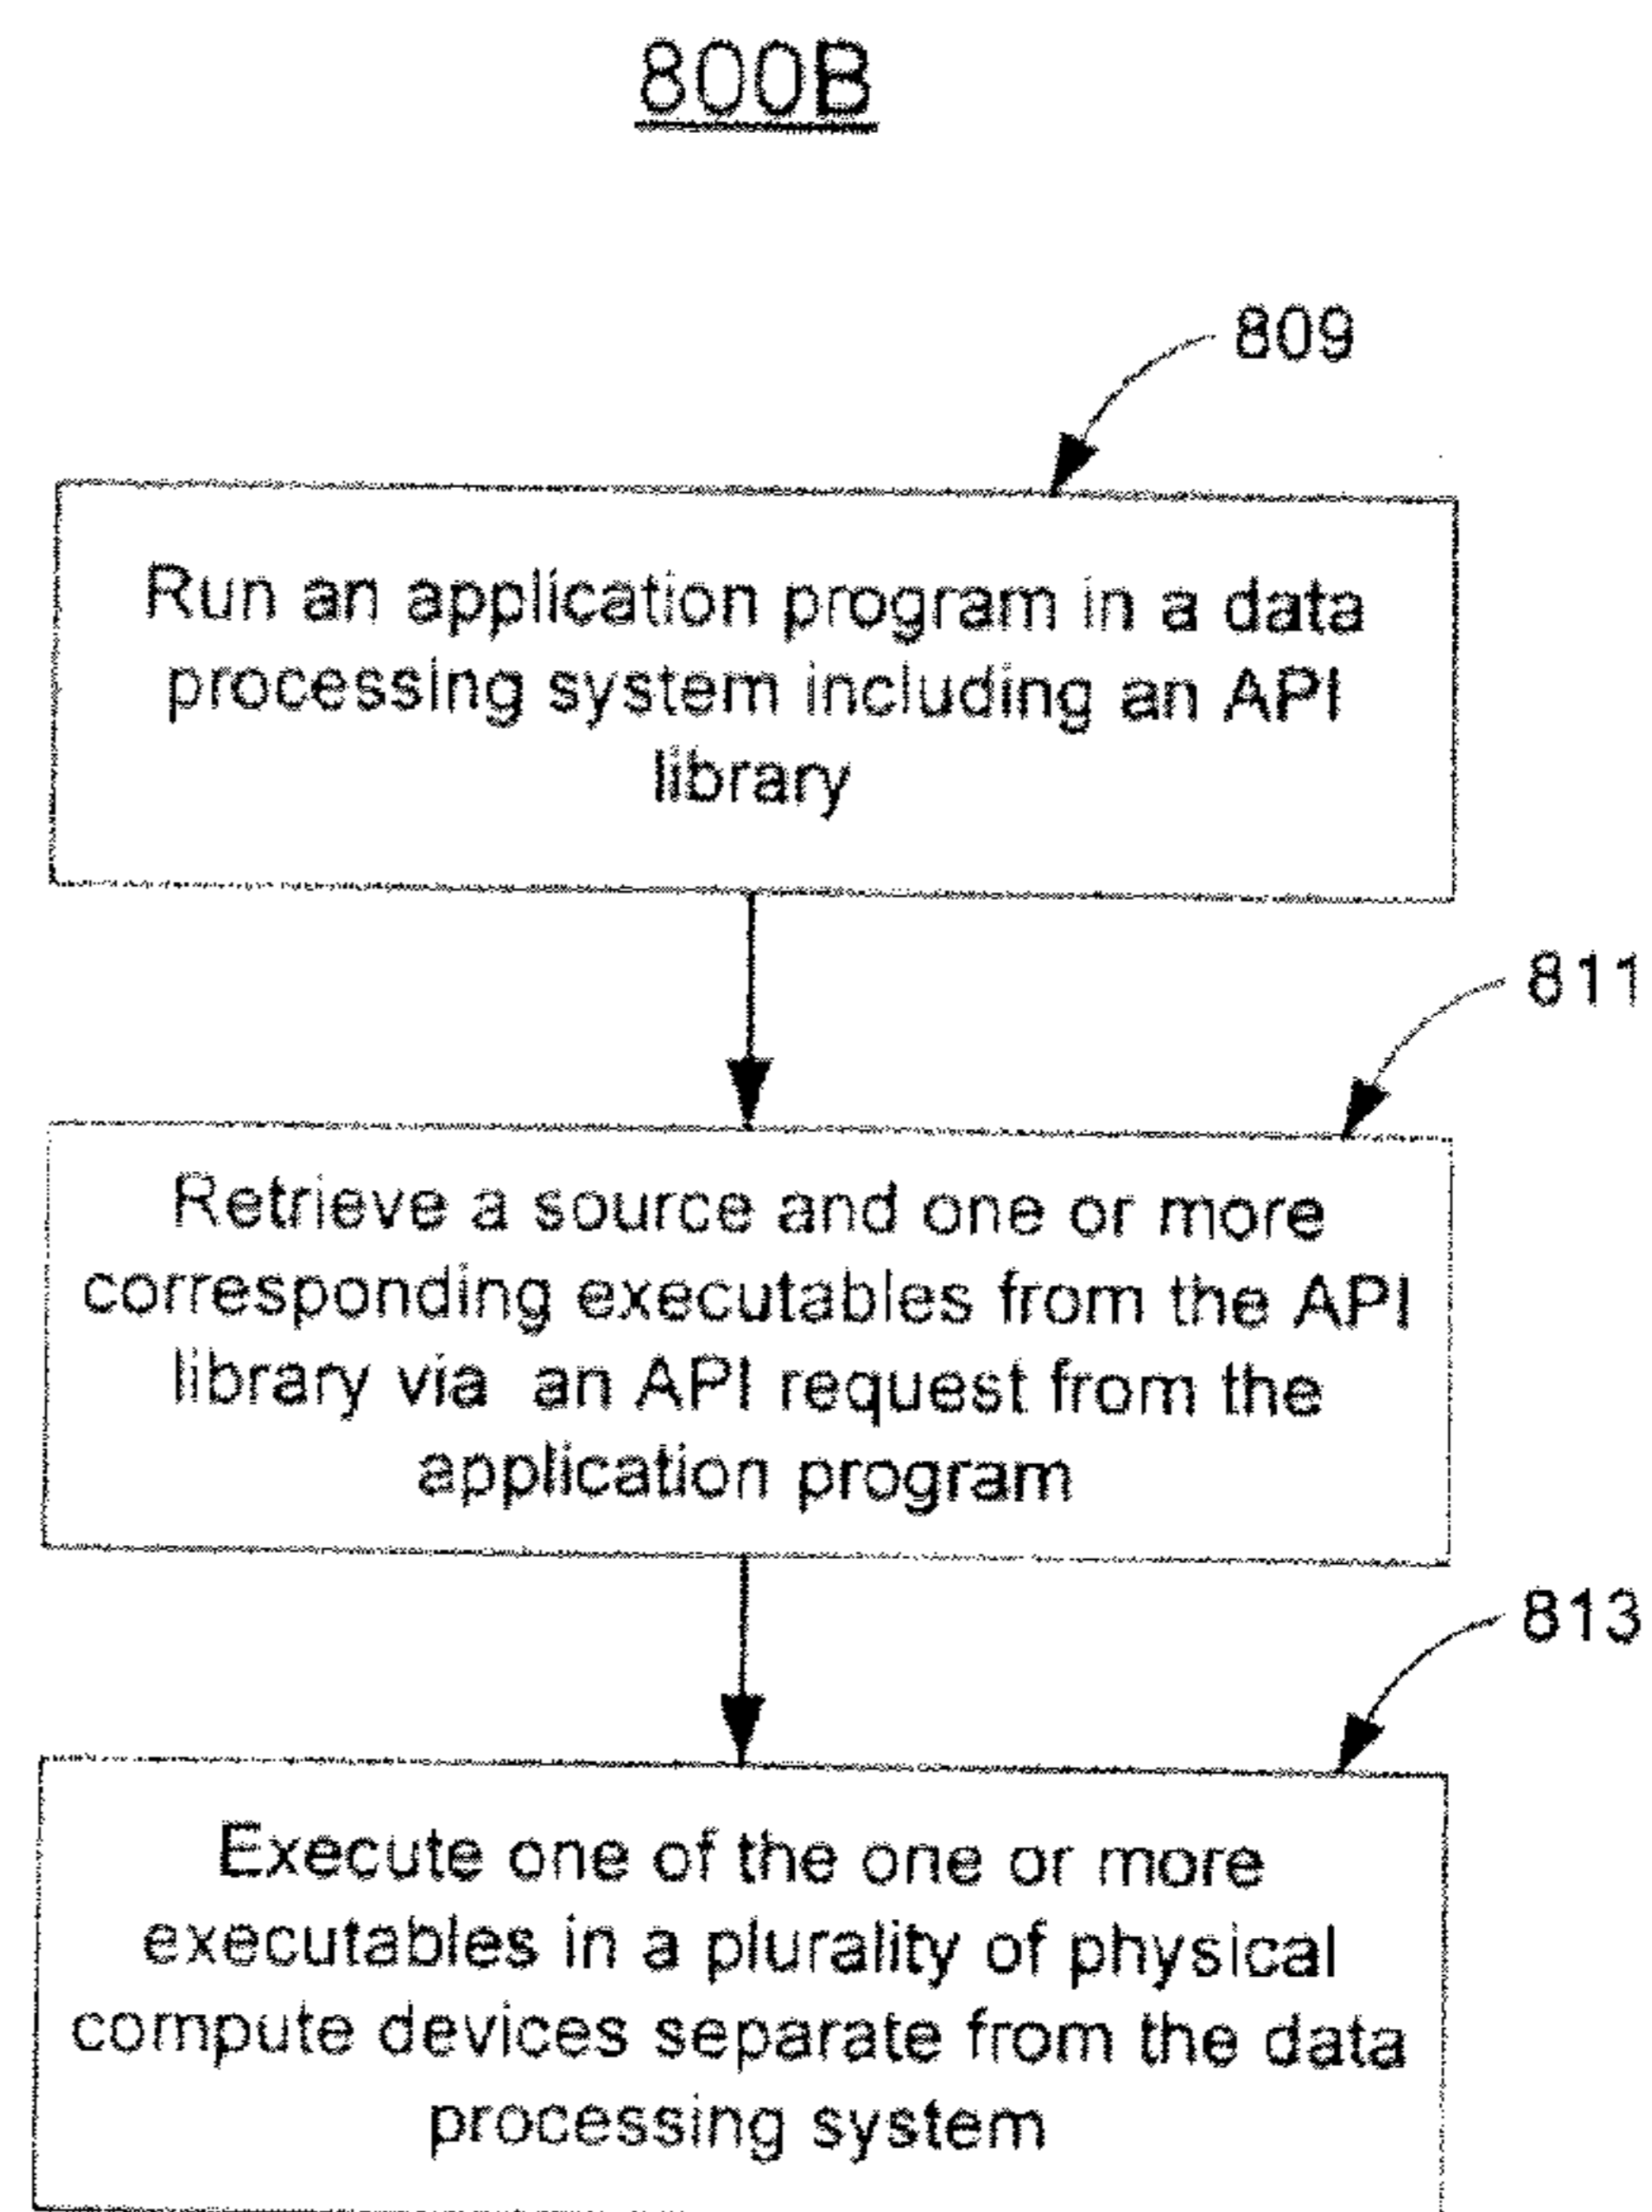 800B
809
Run an application program in a data
processing system including an API
library
811
Retrieve a source and one or more
corresponding executables from the API
library via an API request from the
application program
813
Execute one of the one or more
executables in a plurality of physical
compute devices separate from the data
processing system